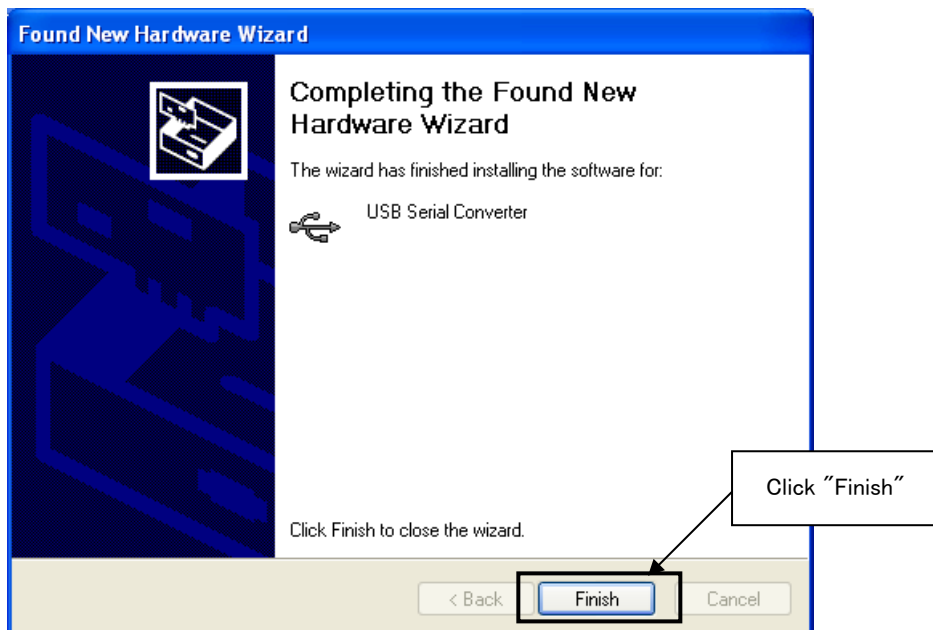 Found New Hardware Wizard
Completing the Found New
Hardware Wizard
The wizard has finished installing the software for:
USB Serial Converter
Click "Finish"
Click Finish to close the wizard.
< Back
Finish
Cancel